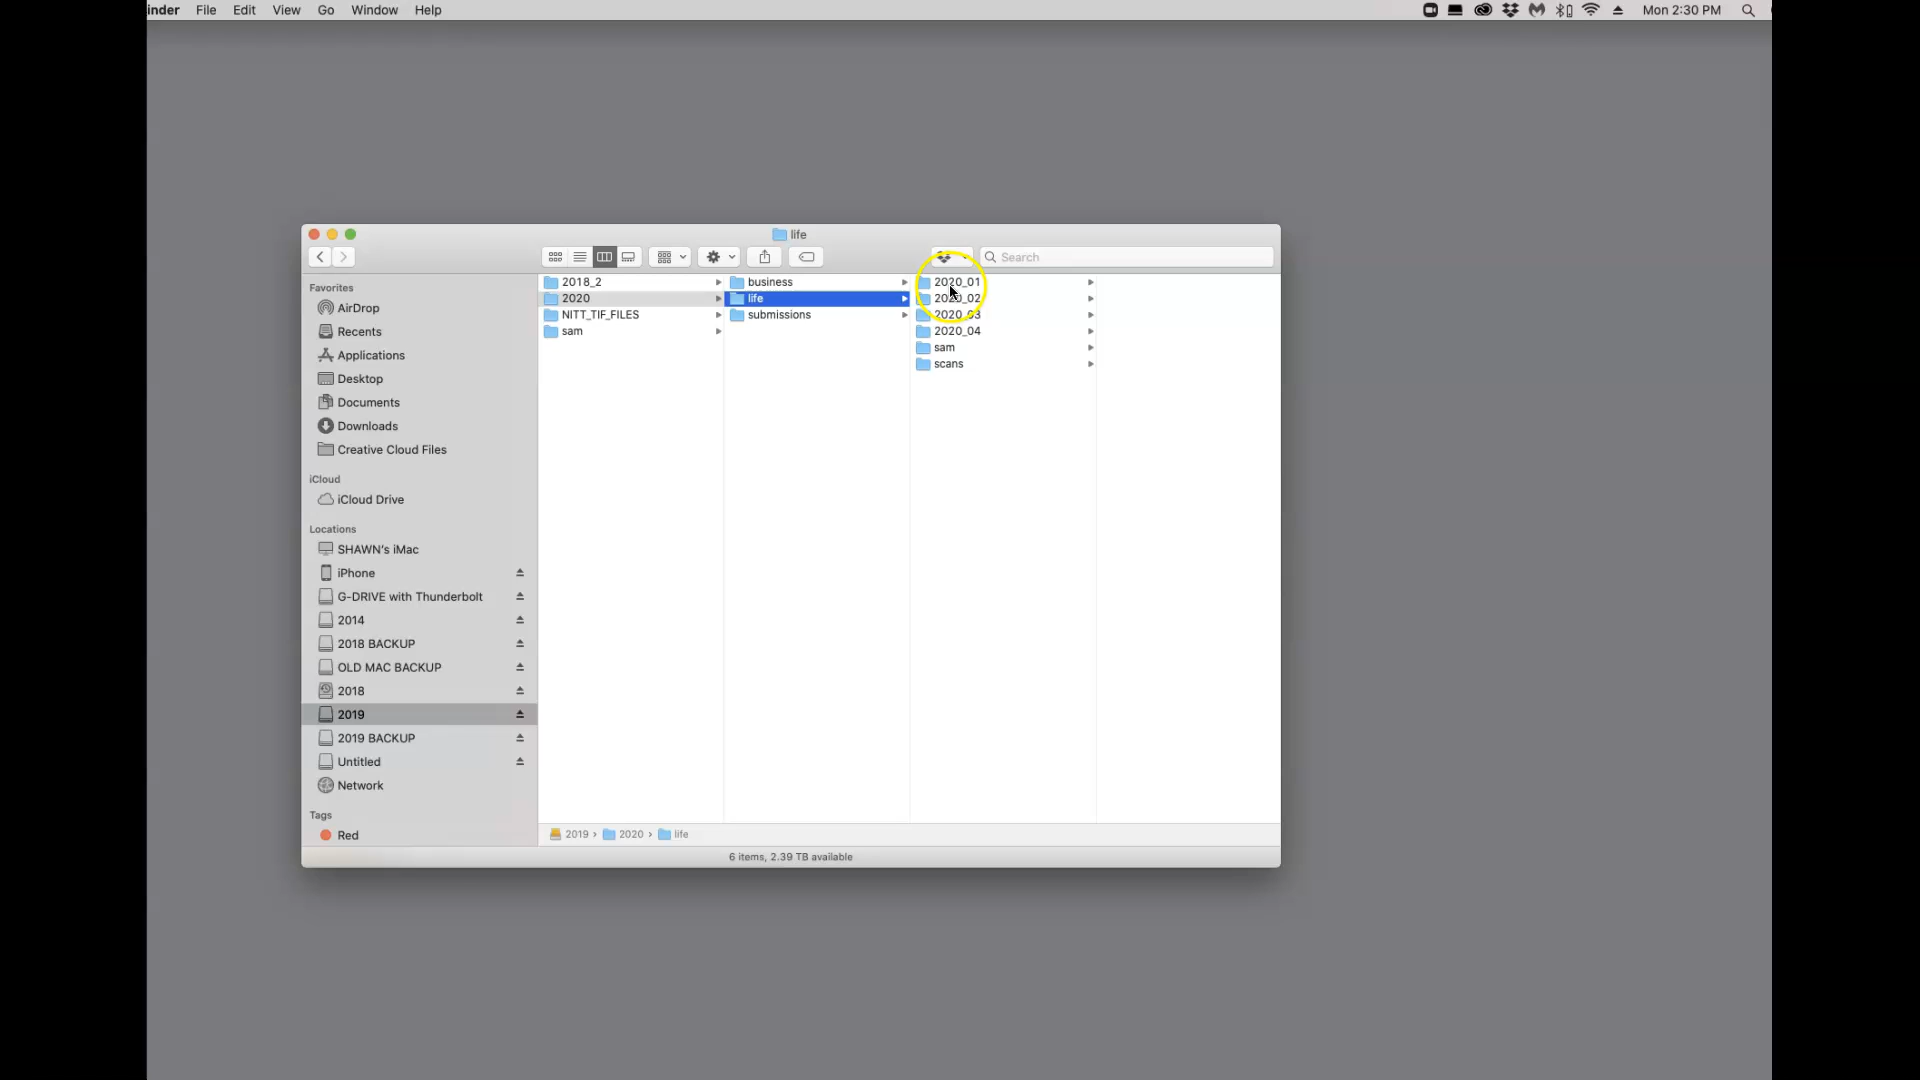 inder File Edit View Go Window Help Mon 2:30 PM
life
Search
Favorites
AirDrop
Recents
Applications
Desktop
Documents
Downloads
Creative Cloud Files
iCloud
iCloud Drive
Locations
SHAWN's iMac
iPhone
G-DRIVE with Thunderbolt
2014
2018 BACKUP
OLD MAC BACKUP
2018
2019
2019 BACKUP
Untitled
Network
Tags
Red
2018_2
2020
NITT_TIF_FILES
sam
business
life
submissions
2020_01
2020_02
2020_03
2020_04
sam
scans
2019 › 2020 › life
6 items, 2.39 TB available